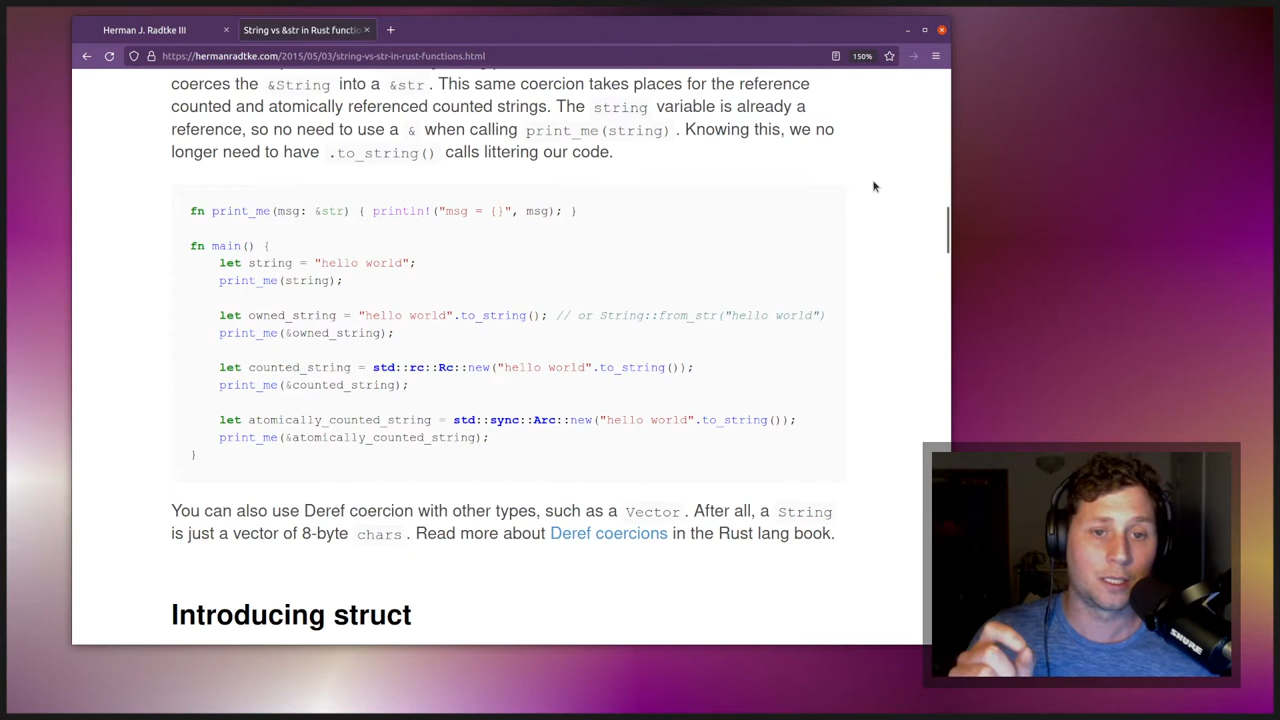 Herman J. Radtke III
String vs &str in Rust functio
https://hermanradtke.com/2015/05/03/string-vs-str-in-rust-functions.html
150%
coerces the &String into a &str. This same coercion takes places for the reference
counted and atomically referenced counted strings. The string variable is already a
reference, so no need to use a & when calling print_me(string). Knowing this, we no
longer need to have .to_string() calls littering our code.
fn print_me(msg: &str) { println!("msg = {}", msg); }
fn main() {
let string = "hello world";
print_me(string);
let owned_string = "hello world".to_string(); // or String::from_str("hello world")
print_me(&owned_string);
let counted_string = std::rc::Rc::new("hello world".to_string());
print_me(&counted_string);
let atomically_counted_string = std::sync::Arc::new("hello world".to_string());
print_me(&atomically_counted_string);
}
You can also use Deref coercion with other types, such as a Vector. After all, a String
is just a vector of 8-byte chars. Read more about Deref coercions in the Rust lang book.
Introducing struct
SHURE